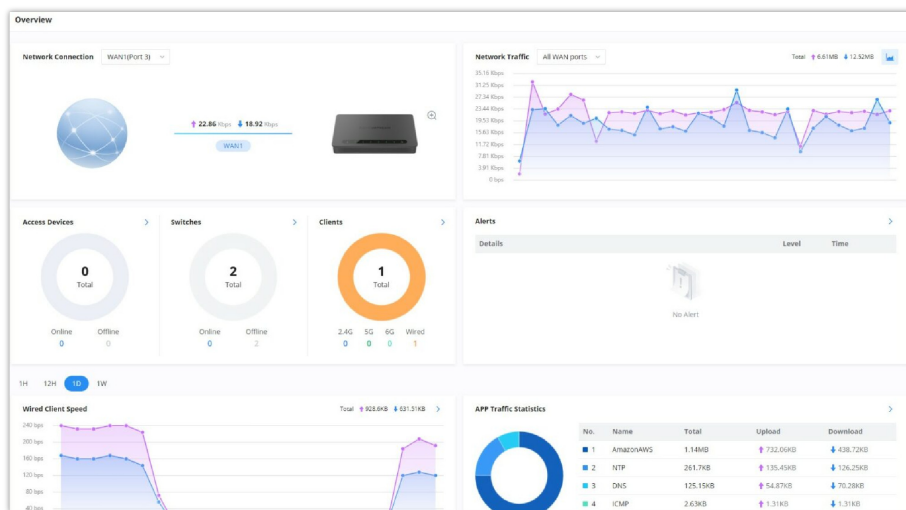 Overview
Network Connection WAN1(Port 3)
22.86 Kbps 18.92 Kbps
WAN1
Network Traffic All WAN ports Total 6.61MB 12.52MB
35.16 Kbps
31.25 Kbps
27.34 Kbps
23.44 Kbps
19.53 Kbps
15.63 Kbps
11.72 Kbps
7.81 Kbps
3.91 Kbps
0 bps
Access Devices
0
Total
Online Offline
0 0
Switches
2
Total
Online Offline
0 2
Clients
1
Total
2.4G 5G 6G Wired
0 0 0 1
Alerts
Details Level Time
No Alert
1H 12H 1D 1W
Wired Client Speed Total 928.6KB 631.51KB
240 bps
200 bps
160 bps
120 bps
80 bps
40 bps
APP Traffic Statistics
No. Name Total Upload Download
1 AmazonAWS 1.14MB 732.06KB 438.72KB
2 NTP 261.7KB 135.45KB 126.25KB
3 DNS 125.15KB 54.87KB 70.28KB
4 ICMP 2.63KB 1.31KB 1.31KB